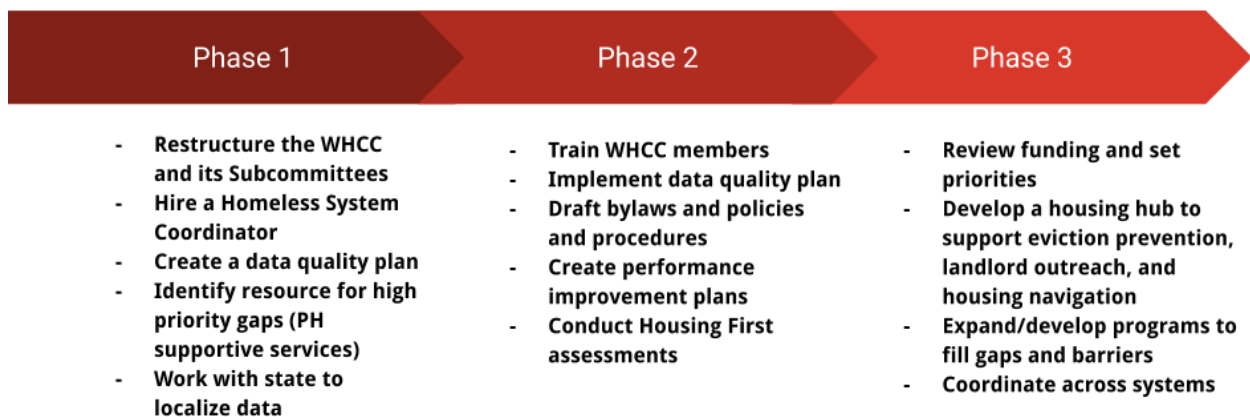 Phase 1
- Restructure the WHCC
and its Subcommittees
- Hire a Homeless System
Coordinator
- Create a data quality plan
- Identify resource for high
priority gaps (PH
supportive services)
- Work with state to
localize data
Phase 2
- Train WHCC members
- Implement data quality plan
- Draft bylaws and policies
and procedures
- Create performance
improvement plans
- Conduct Housing First
assessments
Phase 3
- Review funding and set
priorities
- Develop a housing hub to
support eviction prevention,
landlord outreach, and
housing navigation
- Expand/develop programs to
fill gaps and barriers
- Coordinate across systems